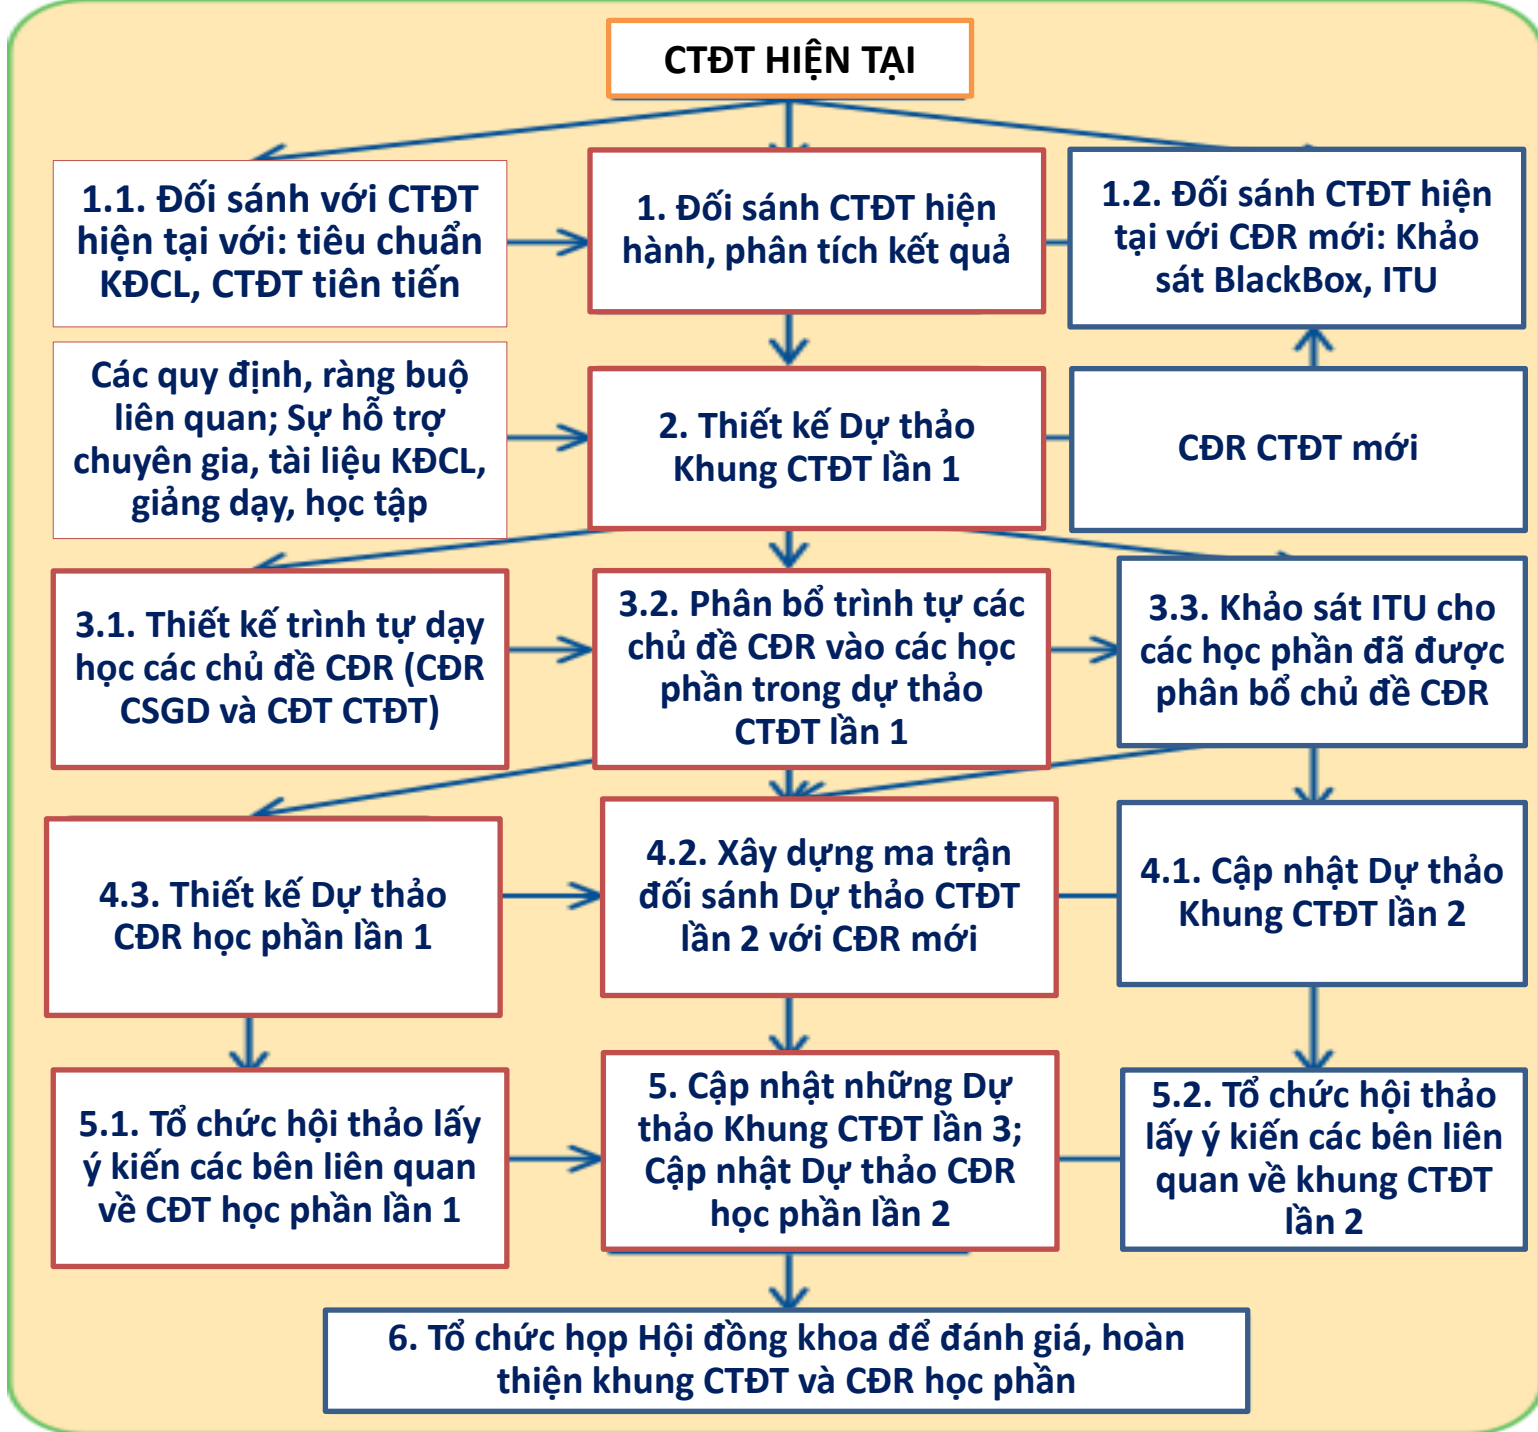 CTĐT HIỆN TẠI
1.1. Đối sánh với CTĐT
hiện tại với: tiêu chuẩn
KĐCL, CTĐT tiên tiến
1. Đối sánh CTĐT hiện
hành, phân tích kết quả
1.2. Đối sánh CTĐT hiện
tại với CĐR mới: Khảo
sát BlackBox, ITU
Các quy định, ràng buộ
liên quan; Sự hỗ trợ
chuyên gia, tài liệu KĐCL,
giảng dạy, học tập
2. Thiết kế Dự thảo
Khung CTĐT lần 1
CĐR CTĐT mới
3.1. Thiết kế trình tự dạy
học các chủ đề CĐR (CĐR
CSGD và CĐT CTĐT)
3.2. Phân bổ trình tự các
chủ đề CĐR vào các học
phần trong dự thảo
CTĐT lần 1
3.3. Khảo sát ITU cho
các học phần đã được
phân bổ chủ đề CĐR
4.3. Thiết kế Dự thảo
CĐR học phần lần 1
4.2. Xây dựng ma trận
đối sánh Dự thảo CTĐT
lần 2 với CĐR mới
4.1. Cập nhật Dự thảo
Khung CTĐT lần 2
5.1. Tổ chức hội thảo lấy
ý kiến các bên liên quan
về CĐT học phần lần 1
5. Cập nhật những Dự
thảo Khung CTĐT lần 3;
Cập nhật Dự thảo CĐR
học phần lần 2
5.2. Tổ chức hội thảo
lấy ý kiến các bên liên
quan về khung CTĐT
lần 2
6. Tổ chức họp Hội đồng khoa để đánh giá, hoàn
thiện khung CTĐT và CĐR học phần